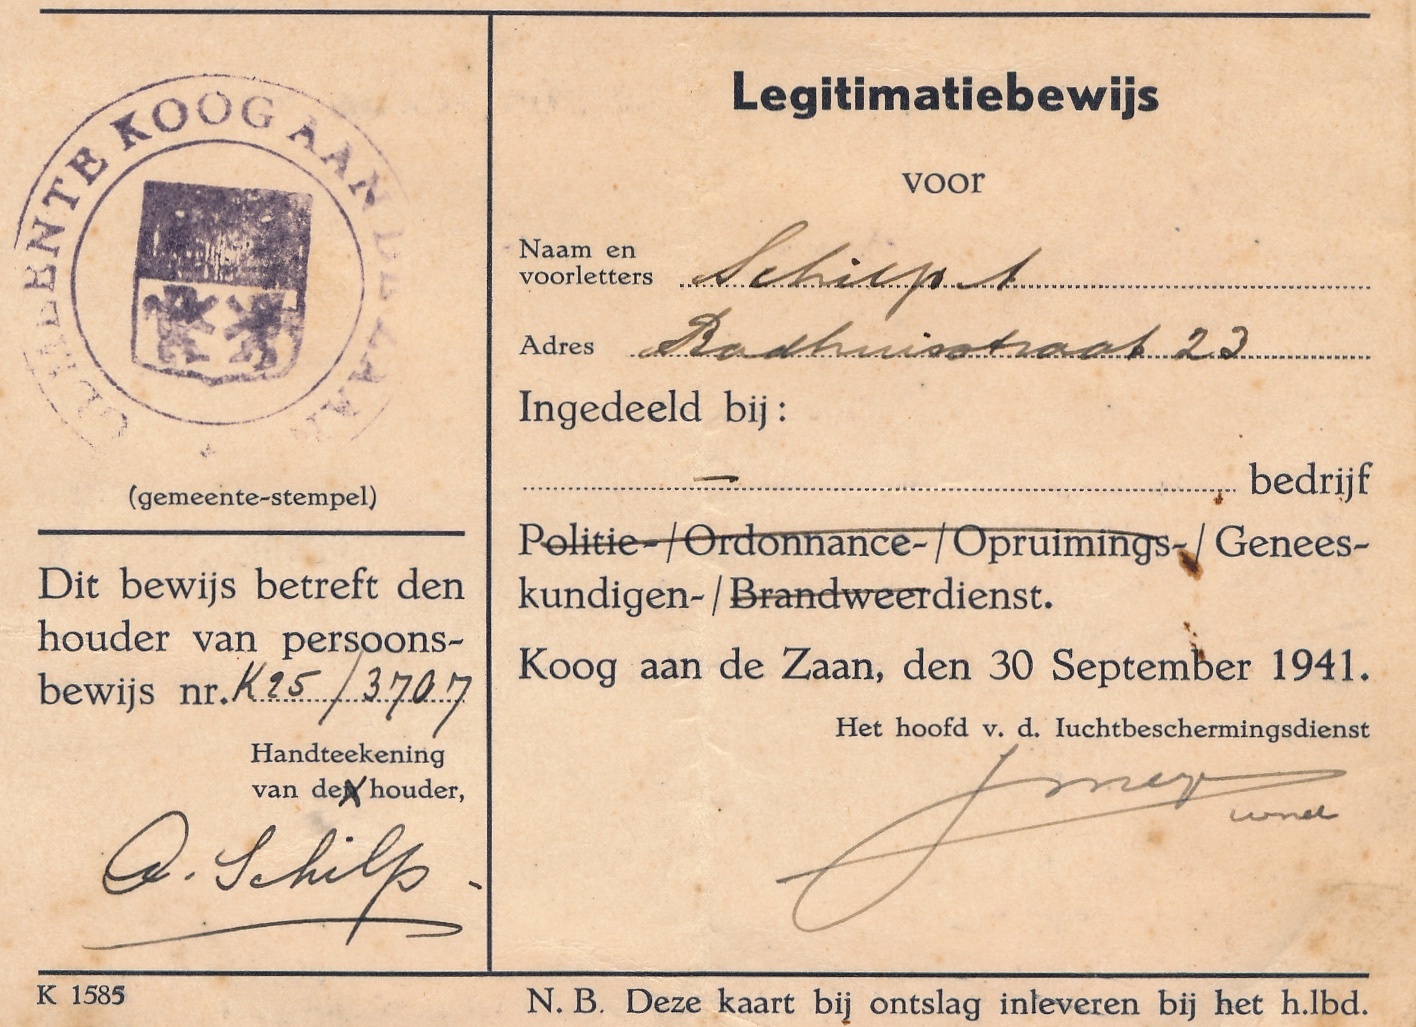 GEMEENTE KOOG AAN DE ZAAN
(gemeente-stempel)
Dit bewijs betreft den
houder van persoons-
bewijs nr. K25/3707
Handteekening
van den houder,
A. Schilp.
Legitimatiebewijs
voor
Naam en
voorletters Schilp A
Adres Radhuisstraat 23
Ingedeeld bij:
— bedrijf
Politie-/Ordonnance-/Opruimings-/Genees-
kundigen-/Brandweerdienst.
Koog aan de Zaan, den 30 September 1941.
Het hoofd v. d. luchtbeschermingsdienst
wnd
K 1585
N. B. Deze kaart bij ontslag inleveren bij het h.lbd.